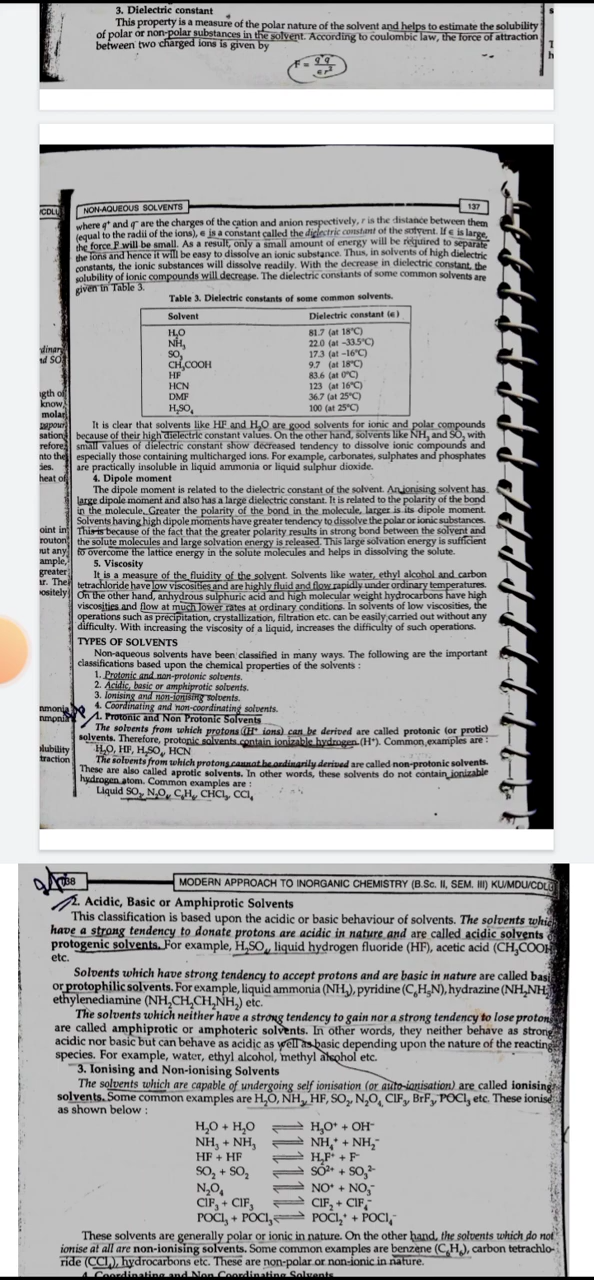 3. Dielectric constant
This property is a measure of the polar nature of the solvent and helps to estimate the solubility
of polar or non-polar substances in the solvent. According to coulombic law, the force of attraction
between two charged ions is given by
F = q⁺q⁻ / ∈r²
NON-AQUEOUS SOLVENTS 137
where q⁺ and q⁻ are the charges of the cation and anion respectively, r is the distance between them
(equal to the radii of the ions), ∈ is a constant called the dielectric constant of the solvent. If ∈ is large,
the force F will be small. As a result, only a small amount of energy will be required to separate
the ions and hence it will be easy to dissolve an ionic substance. Thus, in solvents of high dielectric
constants, the ionic substances will dissolve readily. With the decrease in dielectric constant, the
solubility of ionic compounds will decrease. The dielectric constants of some common solvents are
given in Table 3.
Table 3. Dielectric constants of some common solvents.
Solvent Dielectric constant (∈)
H₂O 81.7 (at 18°C)
NH₃ 22.0 (at –33.5°C)
SO₂ 17.3 (at –16°C)
CH₃COOH 9.7 (at 18°C)
HF 83.6 (at 0°C)
HCN 123 (at 16°C)
DMF 36.7 (at 25°C)
H₂SO₄ 100 (at 25°C)
It is clear that solvents like HF and H₂O are good solvents for ionic and polar compounds
because of their high dielectric constant values. On the other hand, solvents like NH₃ and SO₂ with
small values of dielectric constant show decreased tendency to dissolve ionic compounds and
especially those containing multicharged ions. For example, carbonates, sulphates and phosphates
are practically insoluble in liquid ammonia or liquid sulphur dioxide.
4. Dipole moment
The dipole moment is related to the dielectric constant of the solvent. An ionising solvent has
large dipole moment and also has a large dielectric constant. It is related to the polarity of the bond
in the molecule. Greater the polarity of the bond in the molecule, larger is its dipole moment.
Solvents having high dipole moments have greater tendency to dissolve the polar or ionic substances.
This is because of the fact that the greater polarity results in strong bond between the solvent and
the solute molecules and large solvation energy is released. This large solvation energy is sufficient
to overcome the lattice energy in the solute molecules and helps in dissolving the solute.
5. Viscosity
It is a measure of the fluidity of the solvent. Solvents like water, ethyl alcohol and carbon
tetrachloride have low viscosities and are highly fluid and flow rapidly under ordinary temperatures.
On the other hand, anhydrous sulphuric acid and high molecular weight hydrocarbons have high
viscosities and flow at much lower rates at ordinary conditions. In solvents of low viscosities, the
operations such as precipitation, crystallization, filtration etc. can be easily carried out without any
difficulty. With increasing the viscosity of a liquid, increases the difficulty of such operations.
TYPES OF SOLVENTS
Non-aqueous solvents have been classified in many ways. The following are the important
classifications based upon the chemical properties of the solvents :
1. Protonic and non-protonic solvents.
2. Acidic, basic or amphiprotic solvents.
3. Ionising and non-ionising solvents.
4. Coordinating and non-coordinating solvents.
1. Protonic and Non Protonic Solvents
The solvents from which protons (H⁺ ions) can be derived are called protonic (or protic)
solvents. Therefore, protonic solvents contain ionizable hydrogen (H⁺). Common examples are :
H₂O, HF, H₂SO₄, HCN
The solvents from which protons cannot be ordinarily derived are called non-protonic solvents.
These are also called aprotic solvents. In other words, these solvents do not contain ionizable
hydrogen atom. Common examples are :
Liquid SO₂, N₂O₄, C₆H₆, CHCl₃, CCl₄
138 MODERN APPROACH TO INORGANIC CHEMISTRY (B.Sc. II, SEM. III) KU/MDU/CDLU
2. Acidic, Basic or Amphiprotic Solvents
This classification is based upon the acidic or basic behaviour of solvents. The solvents which
have a strong tendency to donate protons are acidic in nature and are called acidic solvents
protogenic solvents. For example, H₂SO₄, liquid hydrogen fluoride (HF), acetic acid (CH₃COOH
etc.
Solvents which have strong tendency to accept protons and are basic in nature are called basi
or protophilic solvents. For example, liquid ammonia (NH₃), pyridine (C₅H₅N), hydrazine (NH₂NH₂
ethylenediamine (NH₂CH₂CH₂NH₂) etc.
The solvents which neither have a strong tendency to gain nor a strong tendency to lose proton
are called amphiprotic or amphoteric solvents. In other words, they neither behave as strong
acidic nor basic but can behave as acidic as well as basic depending upon the nature of the reacting
species. For example, water, ethyl alcohol, methyl alcohol etc.
3. Ionising and Non-ionising Solvents
The solvents which are capable of undergoing self ionisation (or auto-ionisation) are called ionising
solvents. Some common examples are H₂O, NH₃, HF, SO₂, N₂O₄, ClF₃, BrF₃, POCl₃ etc. These ionise
as shown below :
H₂O + H₂O ⇌ H₃O⁺ + OH⁻
NH₃ + NH₃ ⇌ NH₄⁺ + NH₂⁻
HF + HF ⇌ H₂F⁺ + F⁻
SO₂ + SO₂ ⇌ SO²⁺ + SO₃²⁻
N₂O₄ ⇌ NO⁺ + NO₃⁻
ClF₃ + ClF₃ ⇌ ClF₂ + ClF₄⁻
POCl₃ + POCl₃ ⇌ POCl₂⁺ + POCl₄⁻
These solvents are generally polar or ionic in nature. On the other hand, the solvents which do not
ionise at all are non-ionising solvents. Some common examples are benzene (C₆H₆), carbon tetrachlo-
ride (CCl₄), hydrocarbons etc. These are non-polar or non-ionic in nature.
4. Coordinating and Non Coordinating Solvents